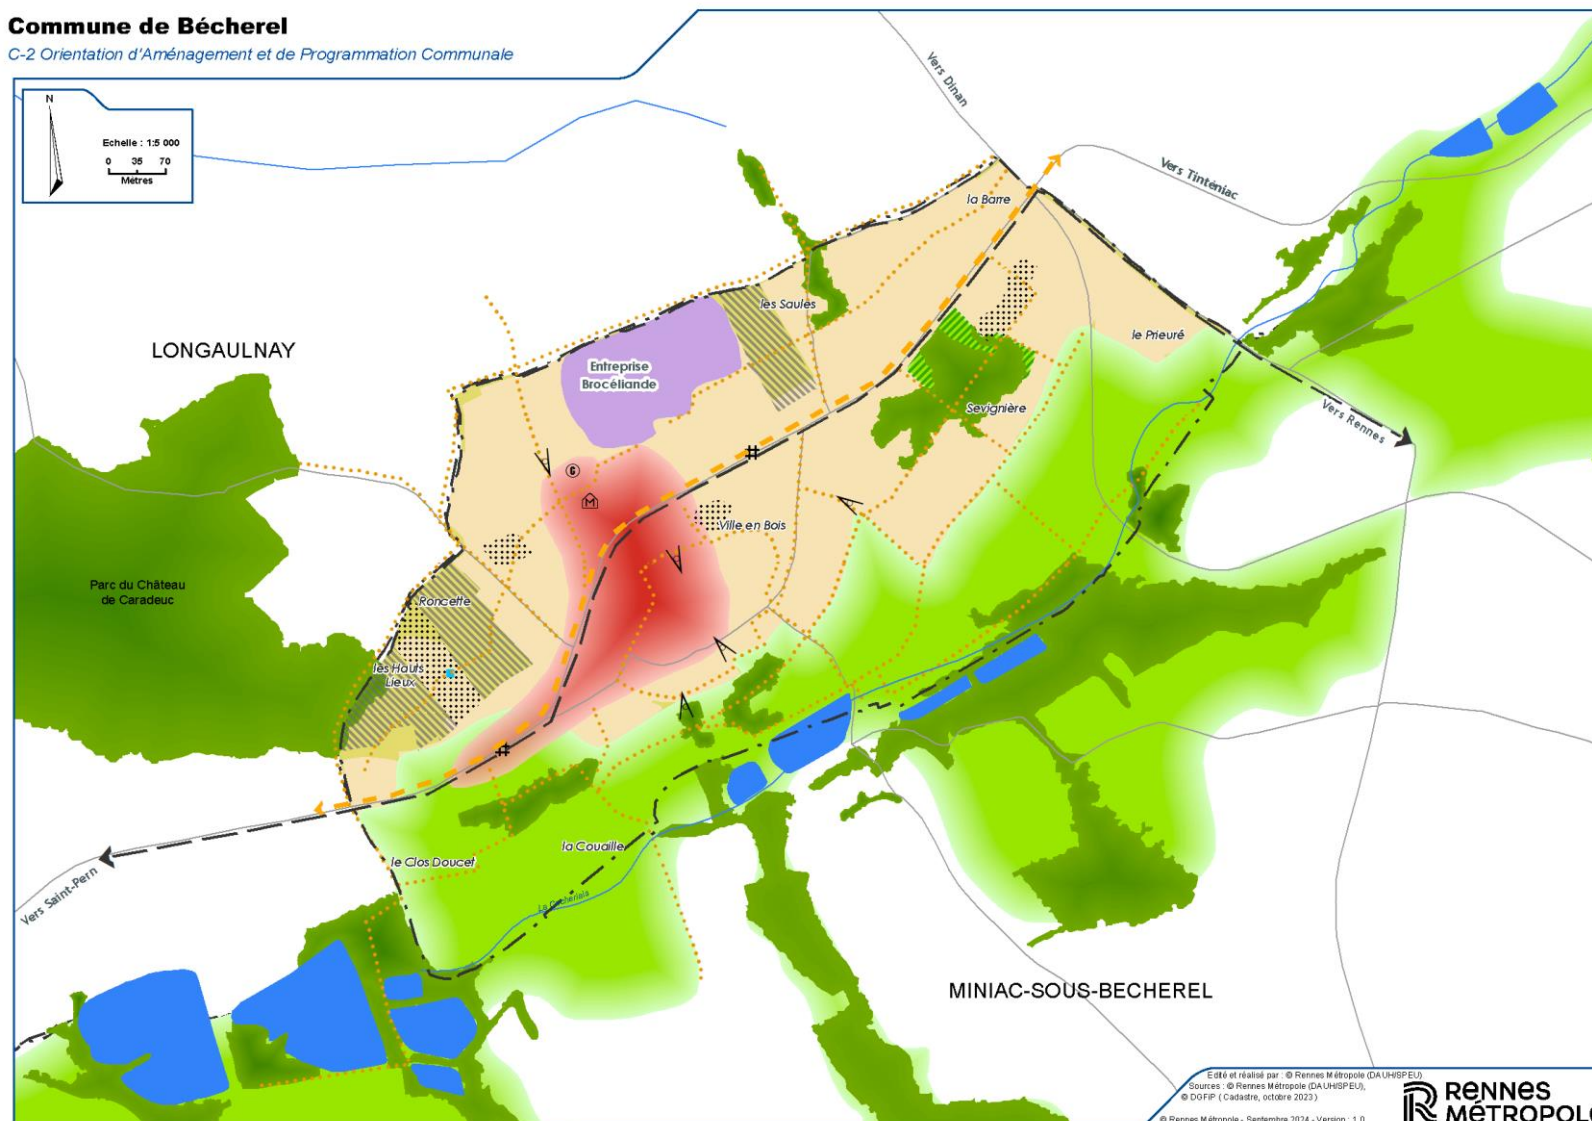 Commune de Bécherel
C-2 Orientation d'Aménagement et de Programmation Communale
N
Echelle : 1:5 000
0 35 70
Mètres
Vers Dinan
Vers Tinténiac
la Barre
les Saules
le Prieuré
LONGAULNAY
Entreprise
Brocéliande
Vers Rennes
Sevignière
G
M
Ville en Bois
Parc du Château
de Caradeuc
Roncette
les Hauts
Lieux
la Couaille
le Clos Doucet
Vers Saint-Pern
MINIAC-SOUS-BECHEREL
Edité et réalisé par : © Rennes Métropole (DAUH/SPEU)
Sources : © Rennes Métropole (DAUH/SPEU),
© DGFiP ( Cadastre, octobre 2023 )
© Rennes Métropole - Septembre 2024 - Version : 1.0
RENNES
MÉTROPOLE